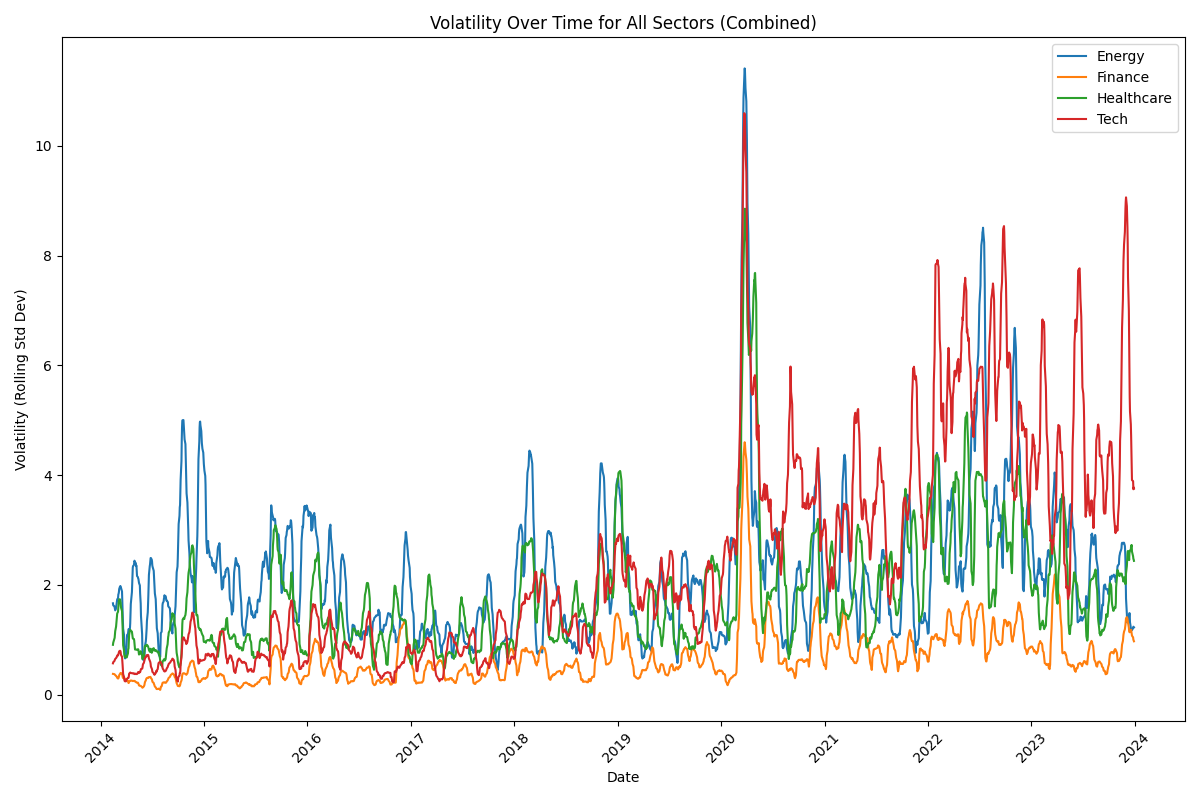 Volatility Over Time for All Sectors (Combined)
Energy
Finance
Healthcare
Tech
Volatility (Rolling Std Dev)
10
8
6
4
2
0
2014
2015
2016
2017
2018
2019
2020
2021
2022
2023
2024
Date